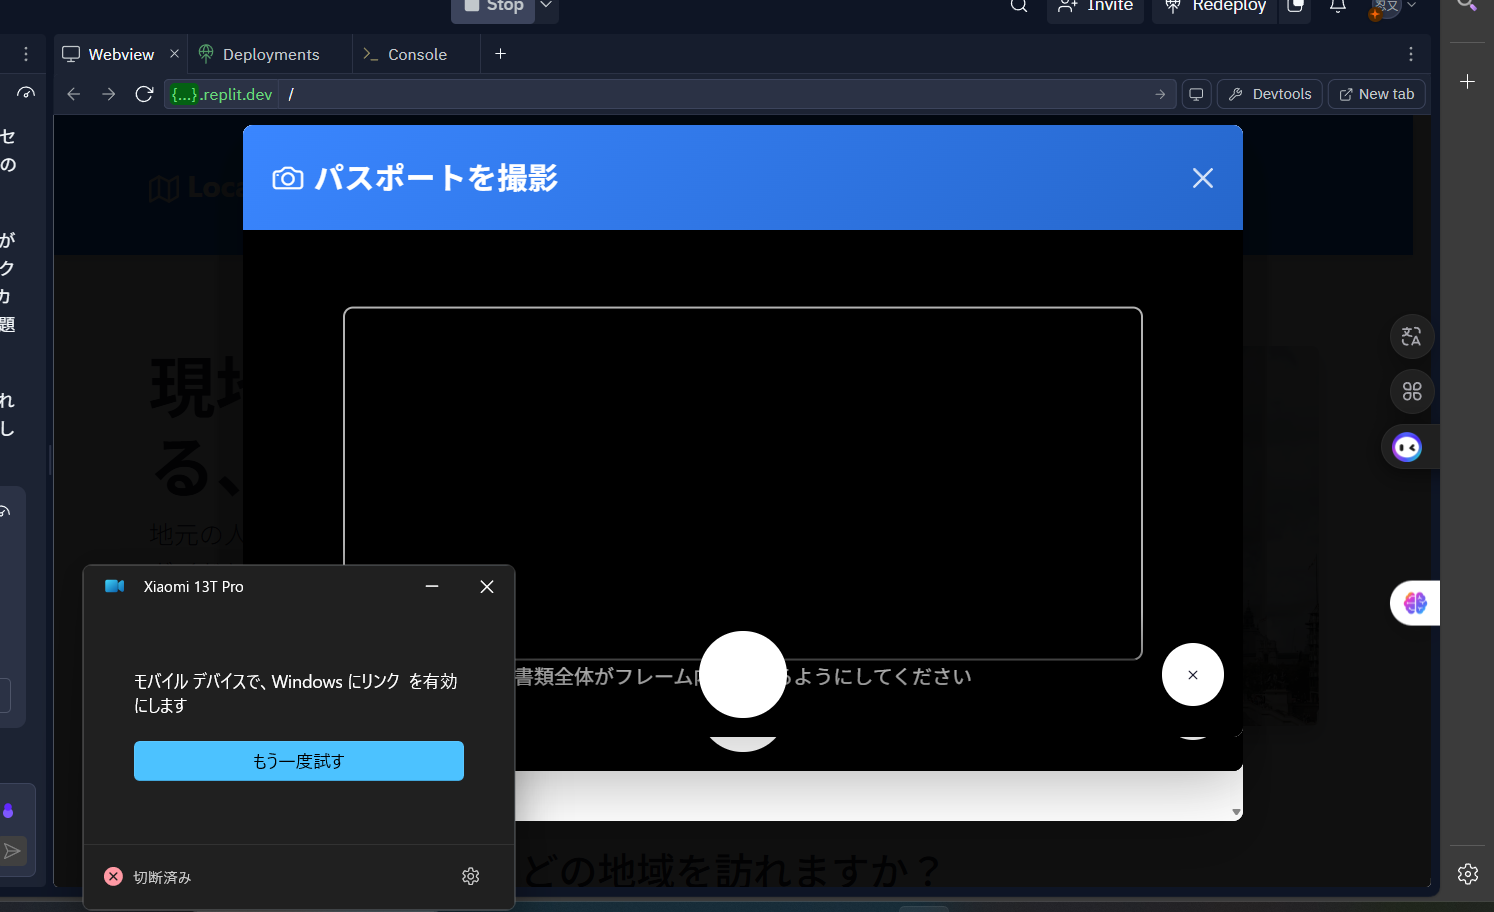 Stop
Invite
Redeploy
Webview
Deployments
Console
{...}.replit.dev /
Devtools
New tab
セ
の
が
ク
カ
題
れ
し
パスポートを撮影
Loca
現地
る、
地元の人
書類全体がフレーム
ようにしてください
Xiaomi 13T Pro
モバイル デバイスで、Windows にリンク を有効
にします
もう一度試す
切断済み
どの地域を訪れますか？